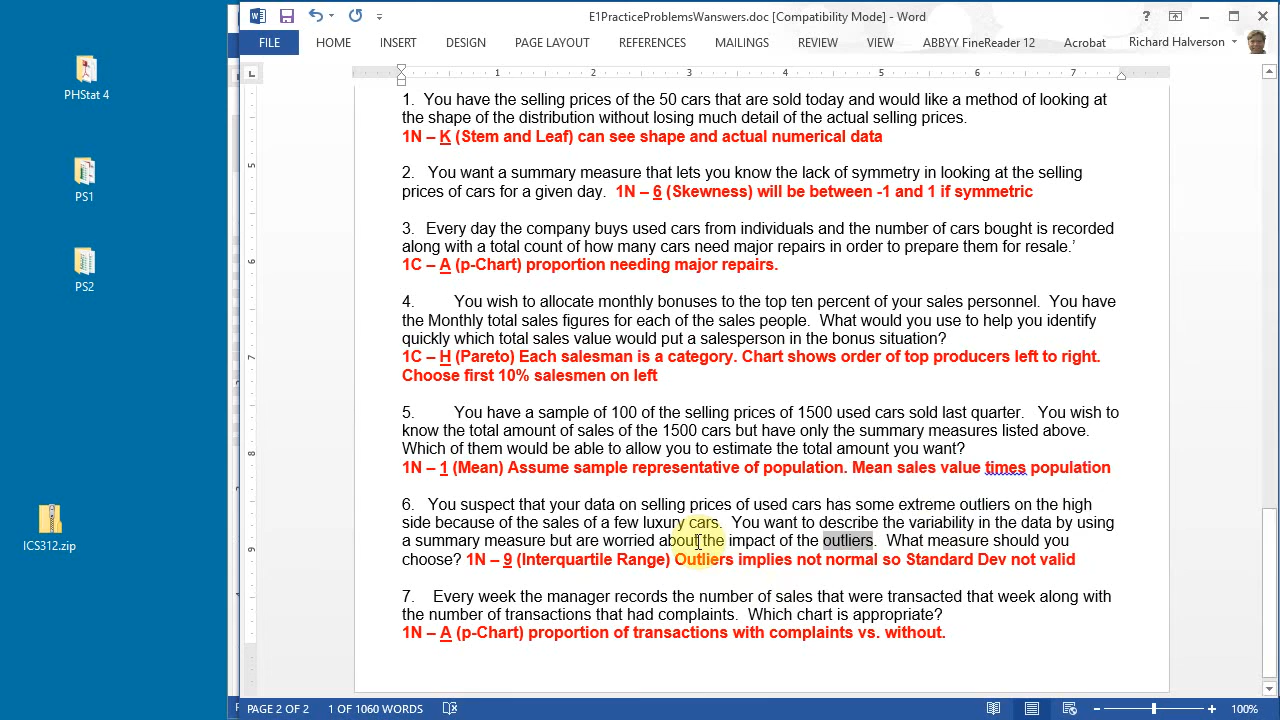 E1PracticeProblemsWanswers.doc [Compatibility Mode] - Word
FILE HOME INSERT DESIGN PAGE LAYOUT REFERENCES MAILINGS REVIEW VIEW ABBYY FineReader 12 Acrobat Richard Halverson
PHStat 4
PS1
PS2
ICS312.zip
L 1 2 3 4 5 6 7
5
6
7
8
9
1. You have the selling prices of the 50 cars that are sold today and would like a method of looking at
the shape of the distribution without losing much detail of the actual selling prices.
1N – K (Stem and Leaf) can see shape and actual numerical data
2. You want a summary measure that lets you know the lack of symmetry in looking at the selling
prices of cars for a given day. 1N – 6 (Skewness) will be between -1 and 1 if symmetric
3. Every day the company buys used cars from individuals and the number of cars bought is recorded
along with a total count of how many cars need major repairs in order to prepare them for resale.’
1C – A (p-Chart) proportion needing major repairs.
4. You wish to allocate monthly bonuses to the top ten percent of your sales personnel. You have
the Monthly total sales figures for each of the sales people. What would you use to help you identify
quickly which total sales value would put a salesperson in the bonus situation?
1C – H (Pareto) Each salesman is a category. Chart shows order of top producers left to right.
Choose first 10% salesmen on left
5. You have a sample of 100 of the selling prices of 1500 used cars sold last quarter. You wish to
know the total amount of sales of the 1500 cars but have only the summary measures listed above.
Which of them would be able to allow you to estimate the total amount you want?
1N – 1 (Mean) Assume sample representative of population. Mean sales value times population
6. You suspect that your data on selling prices of used cars has some extreme outliers on the high
side because of the sales of a few luxury cars. You want to describe the variability in the data by using
a summary measure but are worried about the impact of the outliers. What measure should you
choose? 1N – 9 (Interquartile Range) Outliers implies not normal so Standard Dev not valid
7. Every week the manager records the number of sales that were transacted that week along with
the number of transactions that had complaints. Which chart is appropriate?
1N – A (p-Chart) proportion of transactions with complaints vs. without.
PAGE 2 OF 2 1 OF 1060 WORDS 100%